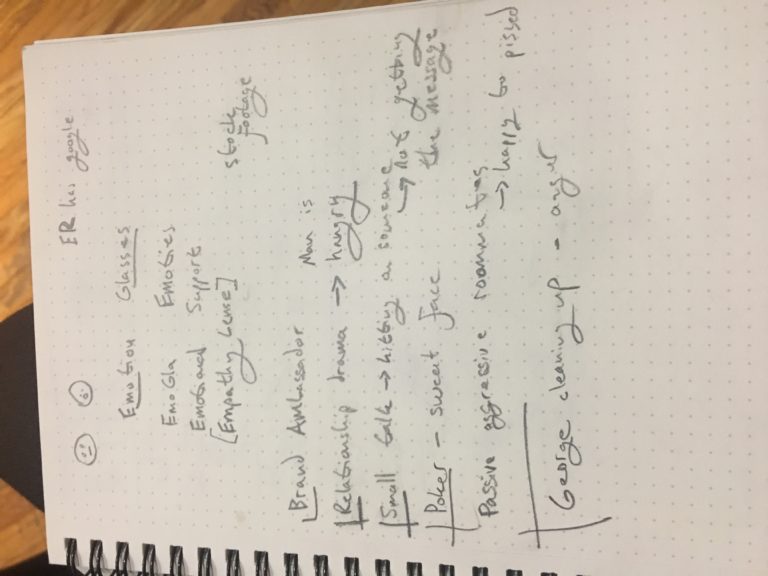 ER has google
Emotion Glasses
EmoGla Emoties
Emotional Support
[Empathy Lense]
stock
footage
Brand Ambassador
Man is
Relationship drama → hangry
Small talk → hitting on someone
→ not getting
the message
Poker - sweat face
Passive aggressive roommates
→ happy to pissed
George cleaning up - anger